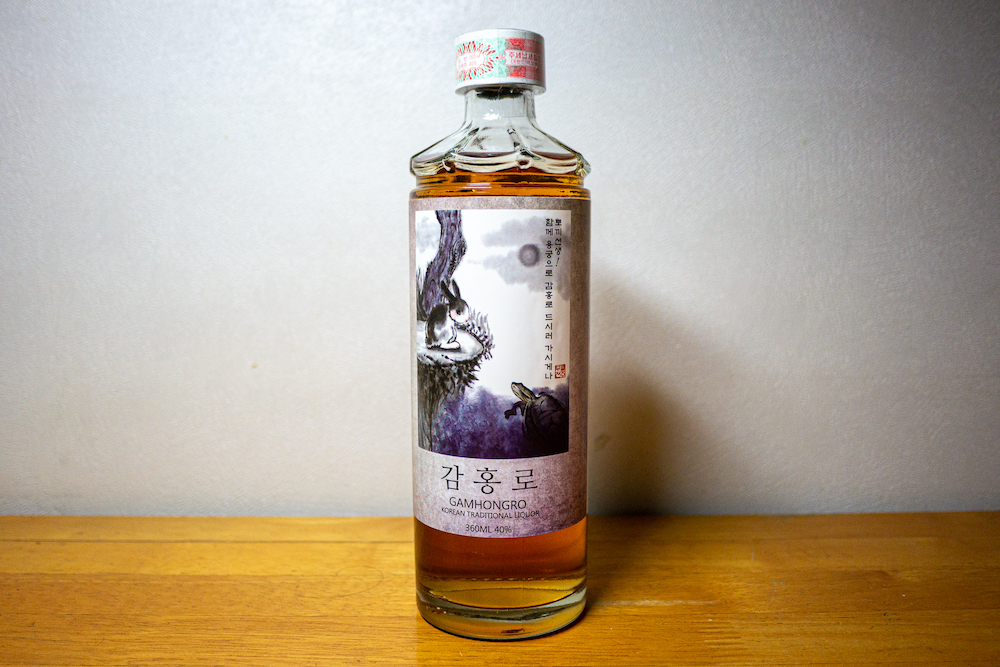 토끼선생!
함께 용궁으로 감홍로 드시러 가시게나
감홍로
GAMHONGRO
KOREAN TRADITIONAL LIQUOR
360ML 40%